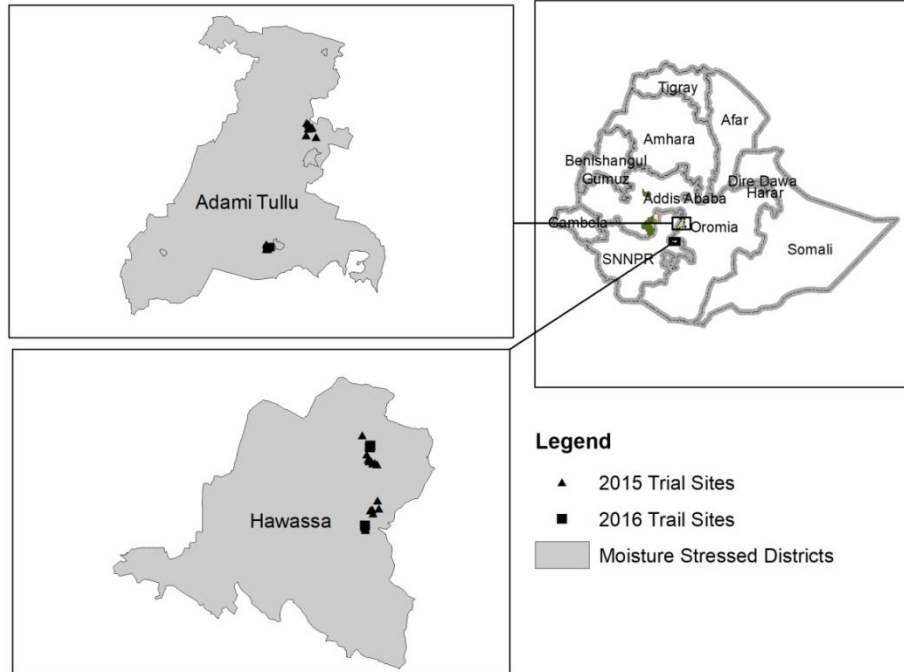 Adami Tullu
Tigray
Afar
Amhara
Benishangul
Gumuz
Dire Dawa
Harar
Addis Ababa
Gambela
Oromia
Somali
SNNPR
Hawassa
Legend
2015 Trial Sites
2016 Trail Sites
Moisture Stressed Districts